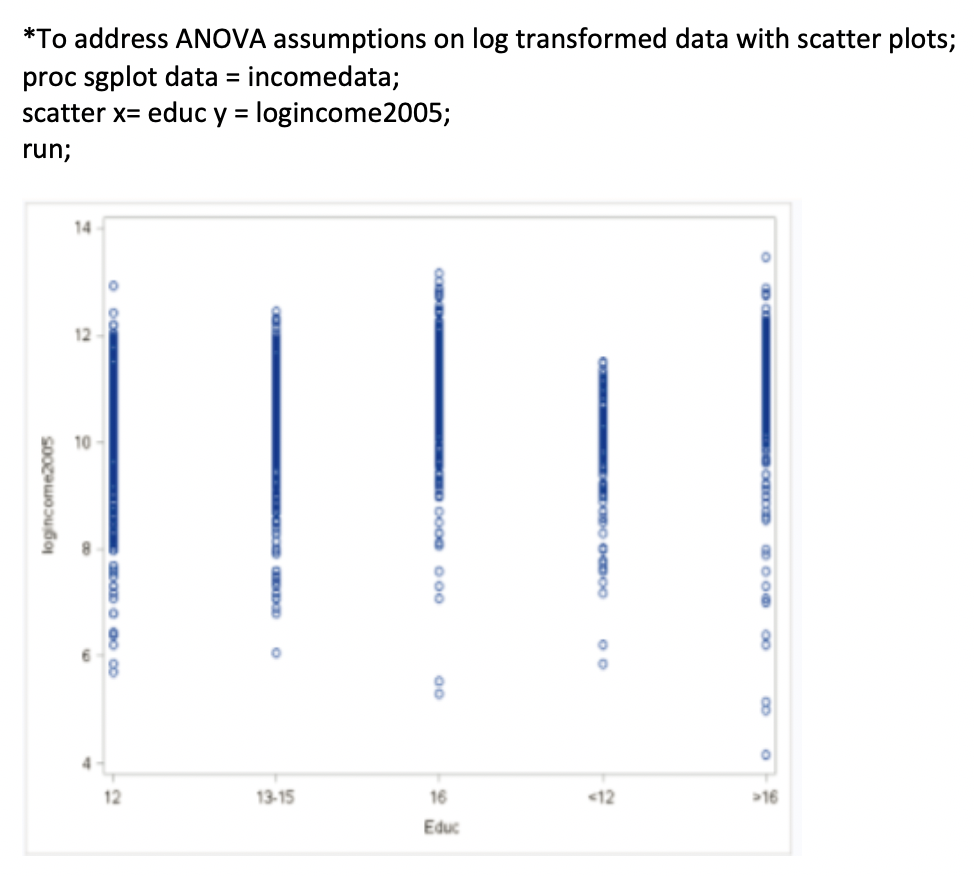 *To address ANOVA assumptions on log transformed data with scatter plots;
proc sgplot data = incomedata;
scatter x= educ y = logincome2005;
run;
14
12
10
8
6
4
logincome2005
12 13-15 16 <12 >16
Educ